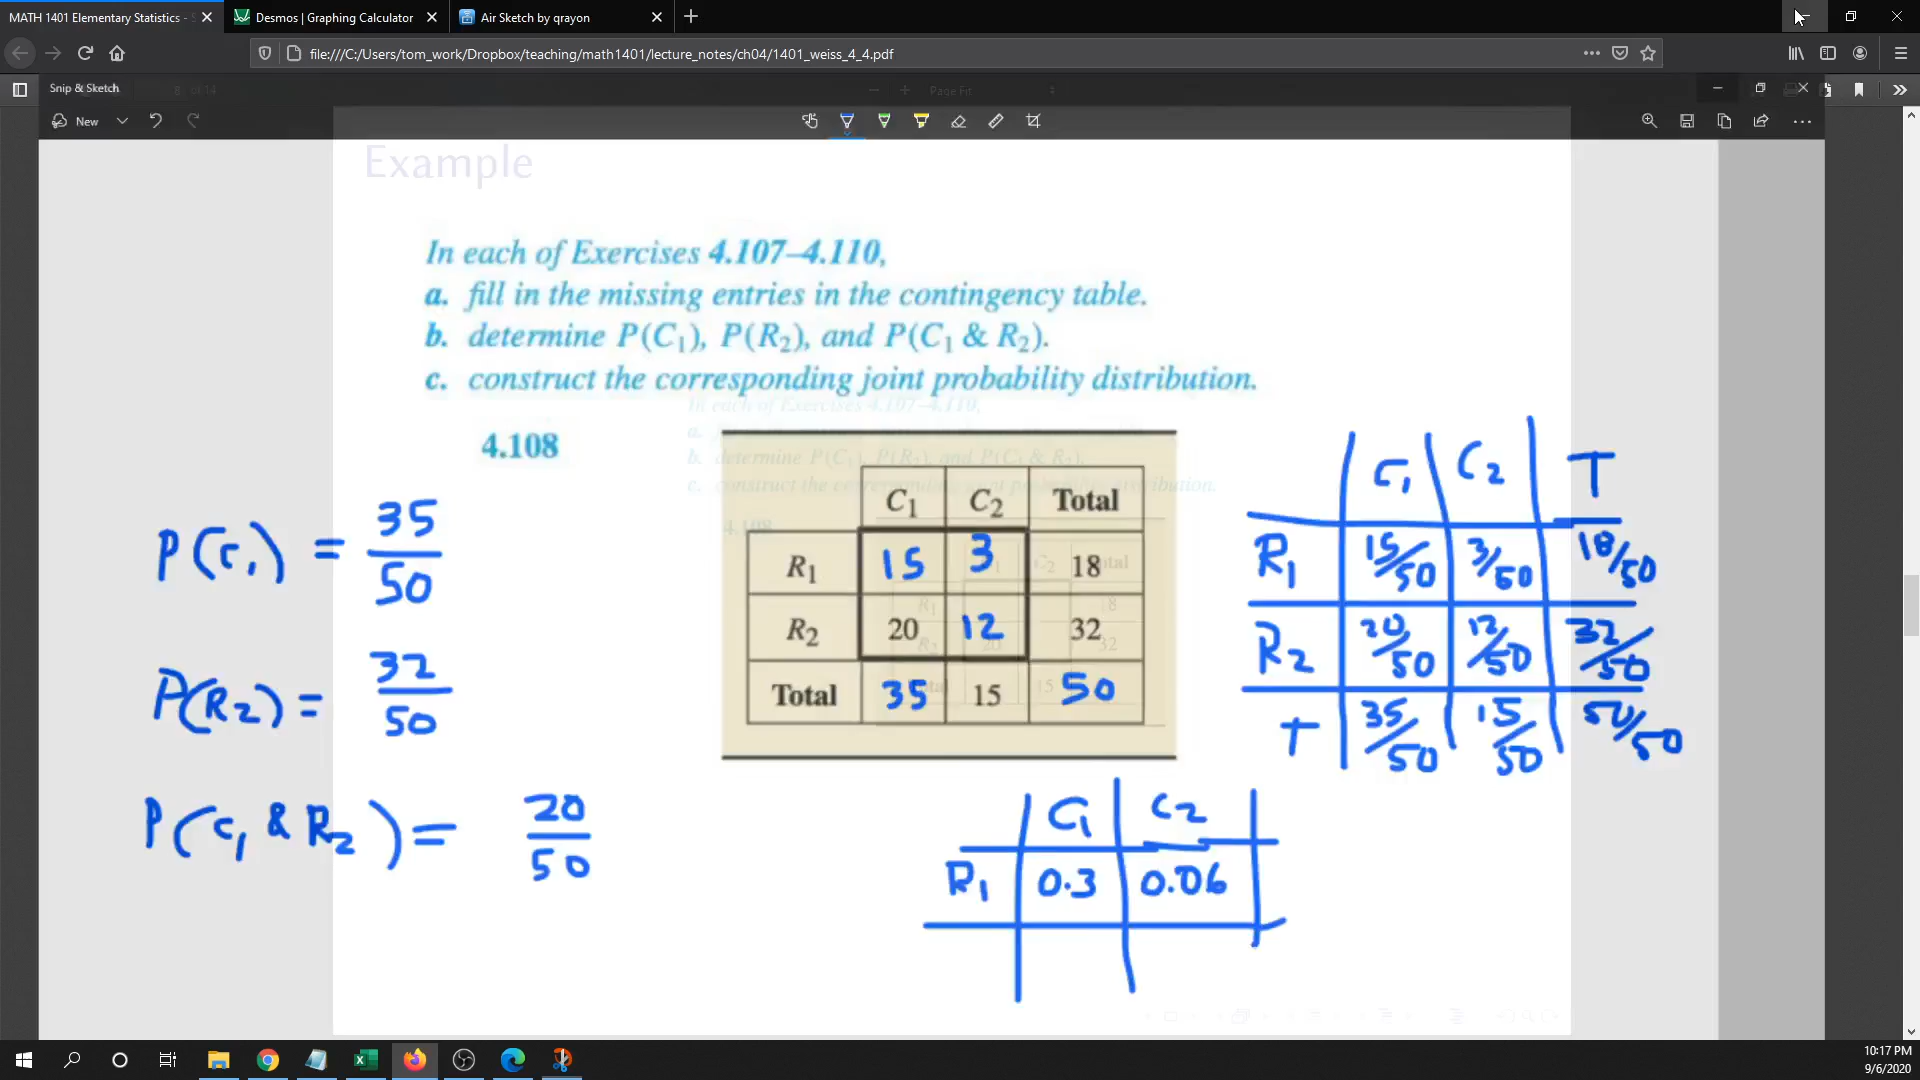 MATH 1401 Elementary Statistics -
Desmos | Graphing Calculator
Air Sketch by qrayon
file:///C:/Users/tom_work/Dropbox/teaching/math1401/lecture_notes/ch04/1401_weiss_4_4.pdf
Snip & Sketch
8 of 14
Page Fit
New
Example
In each of Exercises 4.107–4.110,
a. fill in the missing entries in the contingency table.
b. determine P(C₁), P(R₂), and P(C₁ & R₂).
c. construct the corresponding joint probability distribution.
4.108
C₁ C₂ Total
R₁ 15 3 18
R₂ 20 12 32
Total 35 15 50
P(C₁) = 35/50
P(R₂) = 32/50
P(C₁ & R₂) = 20/50
C₁ C₂ T
R₁ 15/50 3/50 18/50
R₂ 20/50 12/50 32/50
T 35/50 15/50 50/50
C₁ C₂
R₁ 0.3 0.06
10:17 PM
9/6/2020